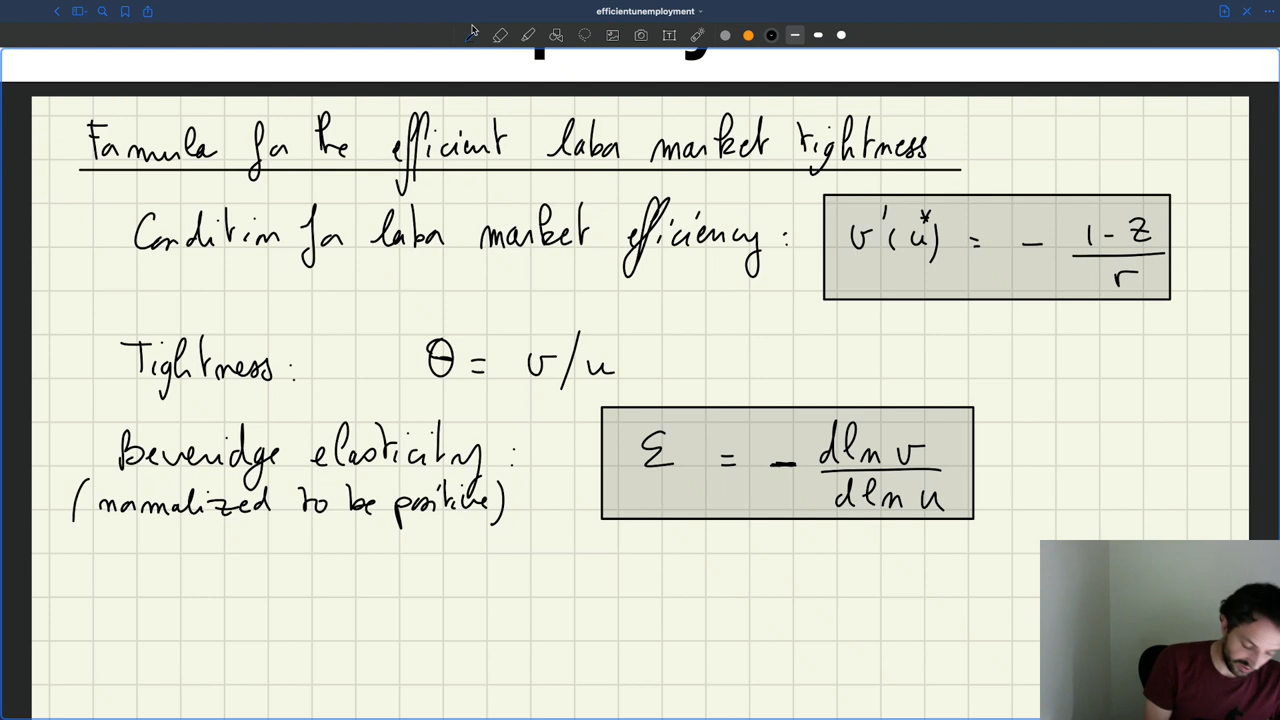 efficientunemployment
Formula for the efficient labor market tightness
Condition for labor market efficiency : v'(u*) = - (1 - z)/r
Tightness : θ = v/u
Beveridge elasticity : ε = - d ln v / d ln u
(normalized to be positive)